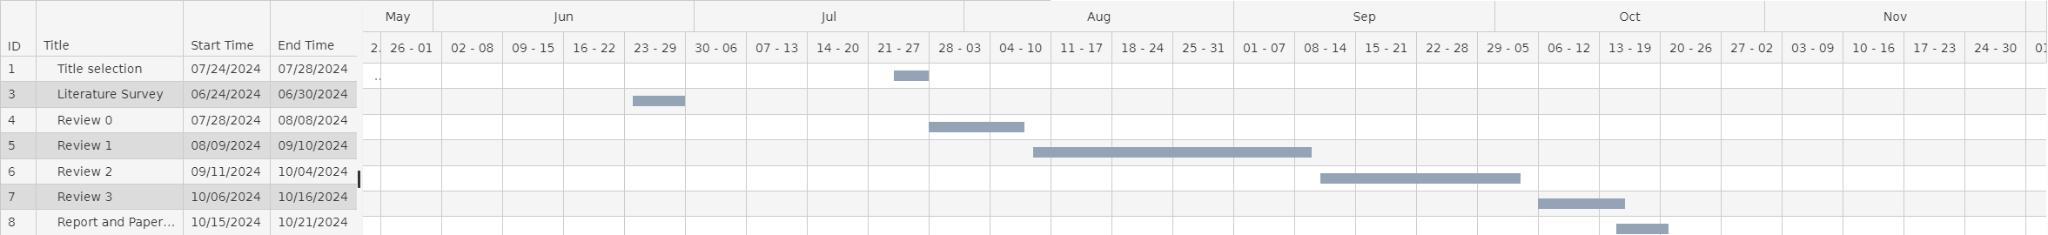 May Jun Jul Aug Sep Oct Nov
ID Title Start Time End Time 2. 26 - 01 02 - 08 09 - 15 16 - 22 23 - 29 30 - 06 07 - 13 14 - 20 21 - 27 28 - 03 04 - 10 11 - 17 18 - 24 25 - 31 01 - 07 08 - 14 15 - 21 22 - 28 29 - 05 06 - 12 13 - 19 20 - 26 27 - 02 03 - 09 10 - 16 17 - 23 24 - 30 01
1 Title selection 07/24/2024 07/28/2024 ..
3 Literature Survey 06/24/2024 06/30/2024
4 Review 0 07/28/2024 08/08/2024
5 Review 1 08/09/2024 09/10/2024
6 Review 2 09/11/2024 10/04/2024
7 Review 3 10/06/2024 10/16/2024
8 Report and Paper... 10/15/2024 10/21/2024